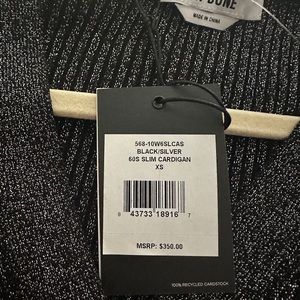 DONE
MADE IN CHINA
568-10W6SLCAS
BLACK/SILVER
60S SLIM CARDIGAN
XS
8 43733 18916 7
MSRP: $350.00
100% RECYCLED CARDSTOCK